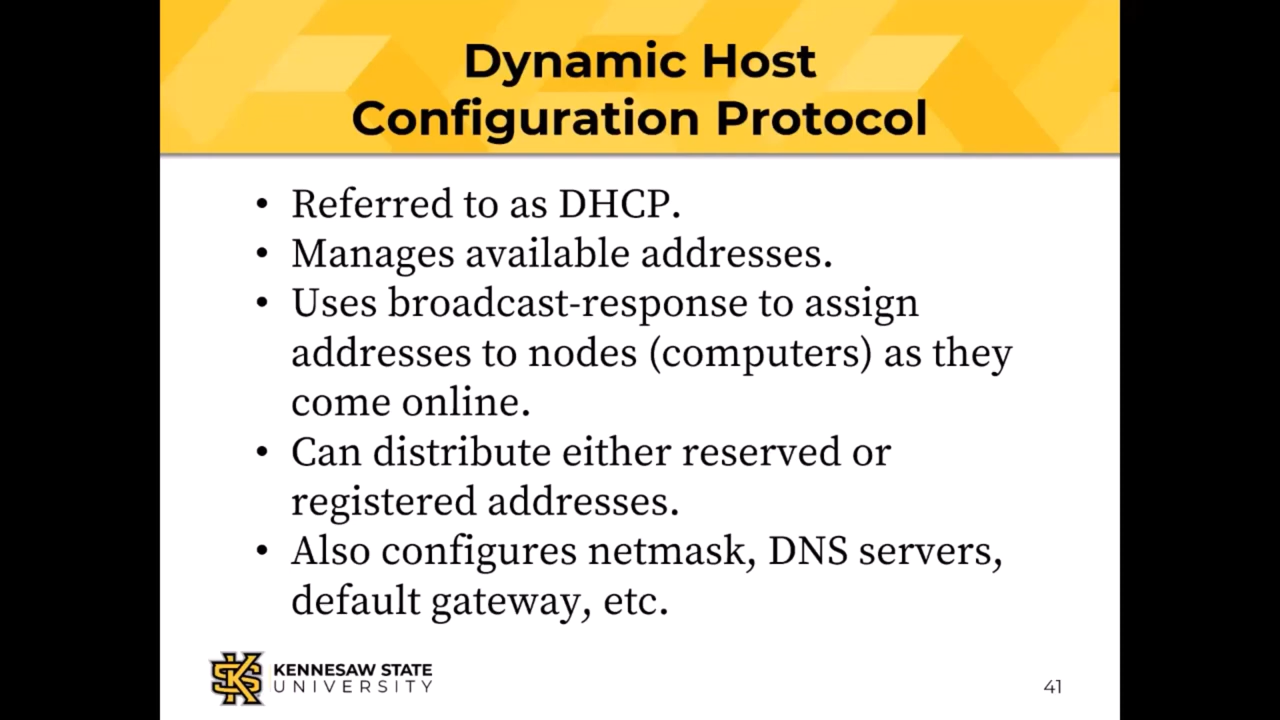 Dynamic Host
Configuration Protocol
• Referred to as DHCP.
• Manages available addresses.
• Uses broadcast-response to assign
addresses to nodes (computers) as they
come online.
• Can distribute either reserved or
registered addresses.
• Also configures netmask, DNS servers,
default gateway, etc.
KS
KENNESAW STATE
UNIVERSITY
41